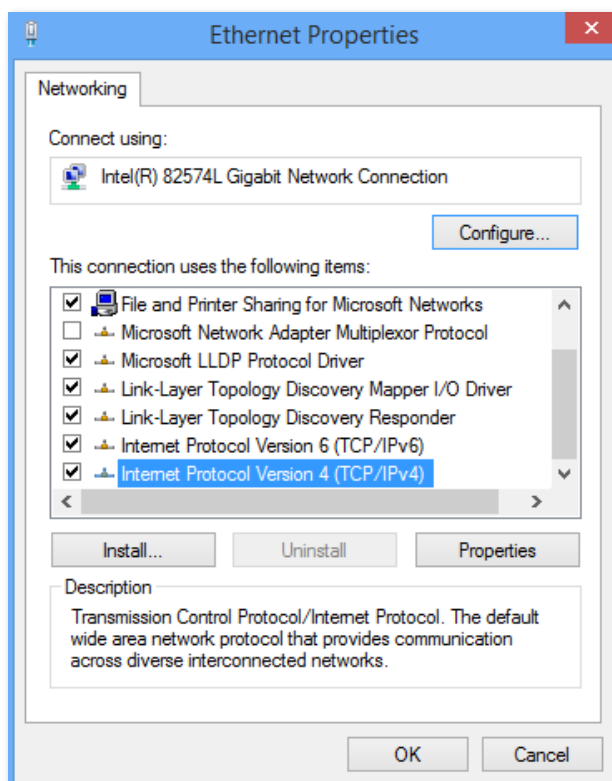 Ethernet Properties
Networking
Connect using:
Intel(R) 82574L Gigabit Network Connection
Configure...
This connection uses the following items:
File and Printer Sharing for Microsoft Networks
Microsoft Network Adapter Multiplexor Protocol
Microsoft LLDP Protocol Driver
Link-Layer Topology Discovery Mapper I/O Driver
Link-Layer Topology Discovery Responder
Internet Protocol Version 6 (TCP/IPv6)
Internet Protocol Version 4 (TCP/IPv4)
Install... Uninstall Properties
Description
Transmission Control Protocol/Internet Protocol. The default
wide area network protocol that provides communication
across diverse interconnected networks.
OK Cancel